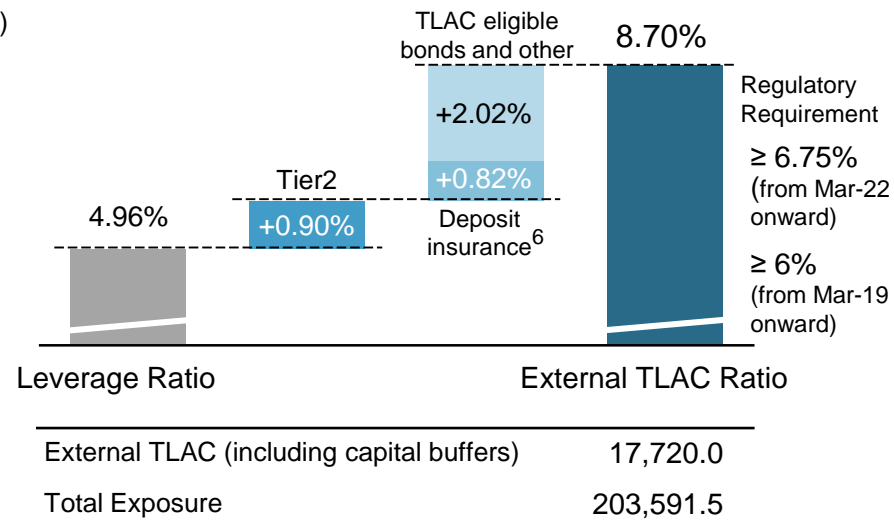 )
TLAC eligible
bonds and other
8.70%
Regulatory
Requirement
+2.02%
≥ 6.75%
(from Mar-22
onward)
Tier2
+0.82%
4.96%
+0.90%
Deposit
insurance6
≥ 6%
(from Mar-19
onward)
Leverage Ratio
External TLAC Ratio
External TLAC (including capital buffers) 17,720.0
Total Exposure 203,591.5